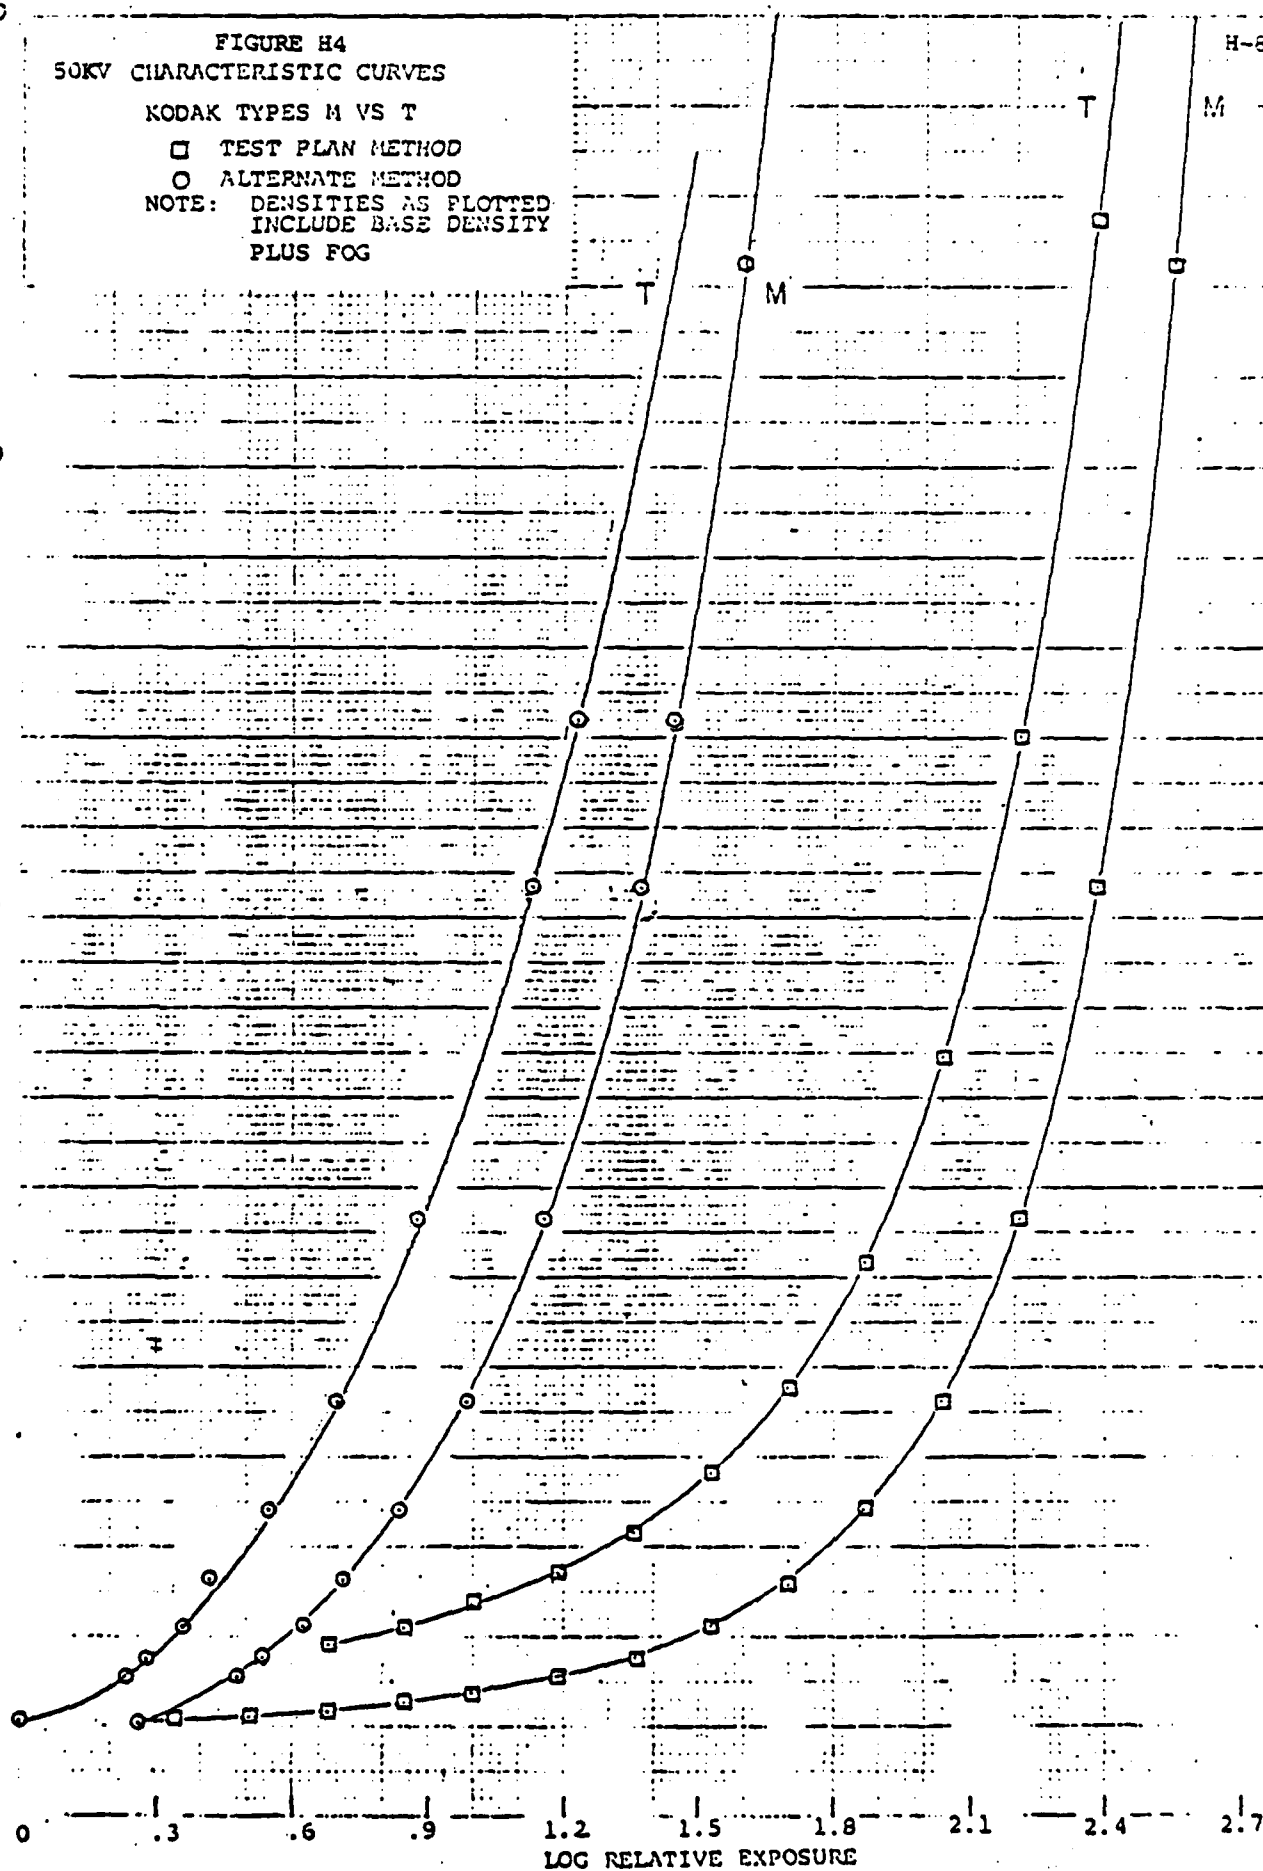 H-8
FIGURE H4
50KV CHARACTERISTIC CURVES
KODAK TYPES M VS T
TEST PLAN METHOD
ALTERNATE METHOD
NOTE: DENSITIES AS PLOTTED
INCLUDE BASE DENSITY
PLUS FOG
T M
T M
0 .3 .6 .9 1.2 1.5 1.8 2.1 2.4 2.7
LOG RELATIVE EXPOSURE